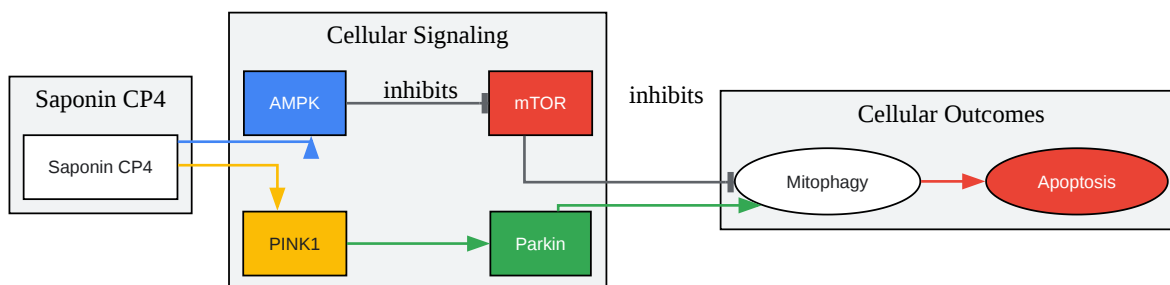 Saponin CP4
Saponin CP4
Cellular Signaling
AMPK
inhibits
mTOR
PINK1
Parkin
inhibits
Cellular Outcomes
Mitophagy
Apoptosis